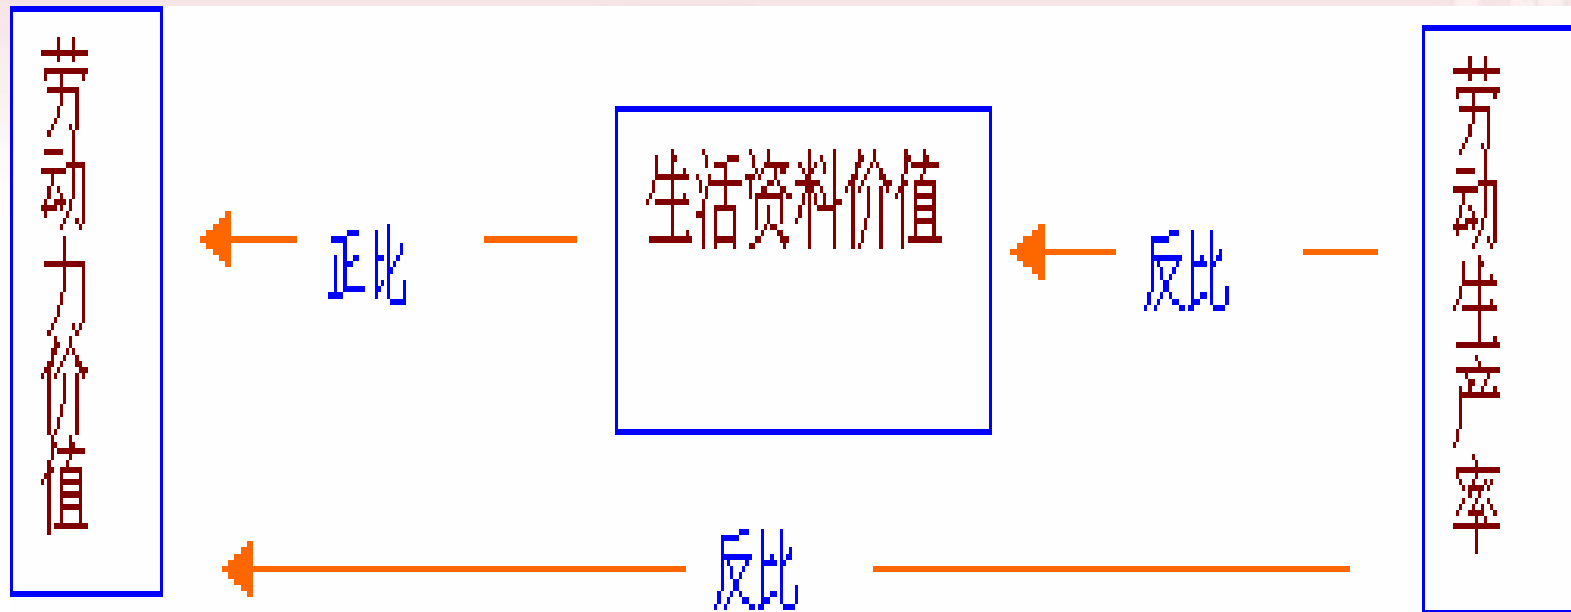 劳动力价值
正比
生活资料价值
反比
劳动生产率
反比